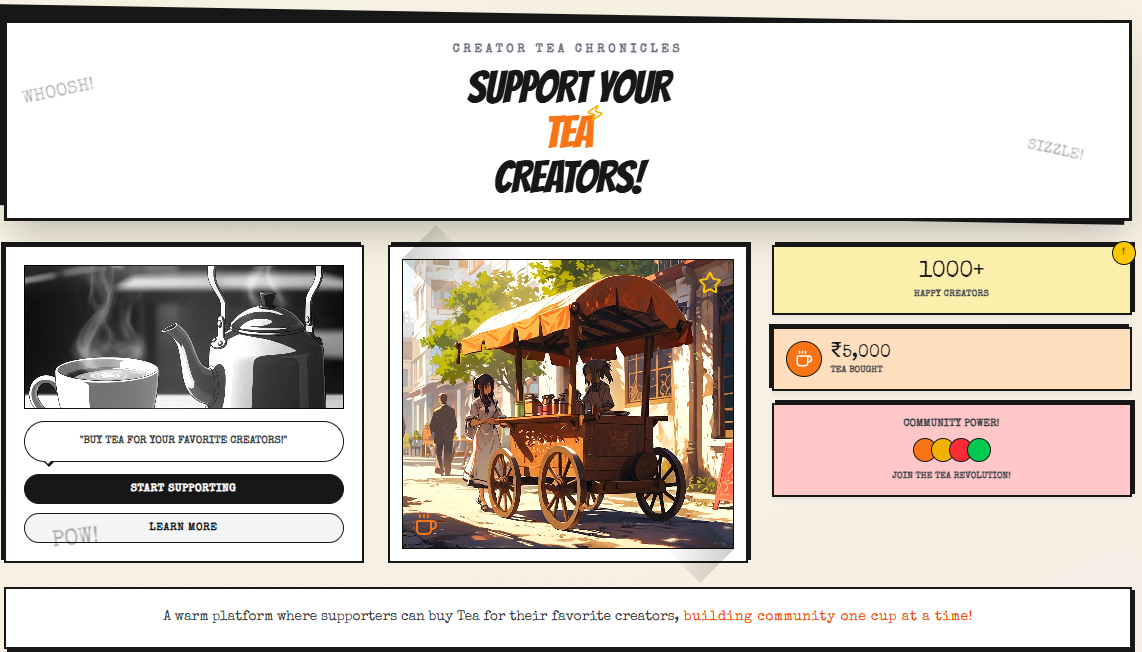 CREATOR TEA CHRONICLES
WHOOSH!
SUPPORT YOUR
TEA
CREATORS!
SIZZLE!
"BUY TEA FOR YOUR FAVORITE CREATORS!"
START SUPPORTING
LEARN MORE
POW!
!
1000+
HAPPY CREATORS
₹5,000
TEA BOUGHT
COMMUNITY POWER!
JOIN THE TEA REVOLUTION!
A warm platform where supporters can buy Tea for their favorite creators, building community one cup at a time!